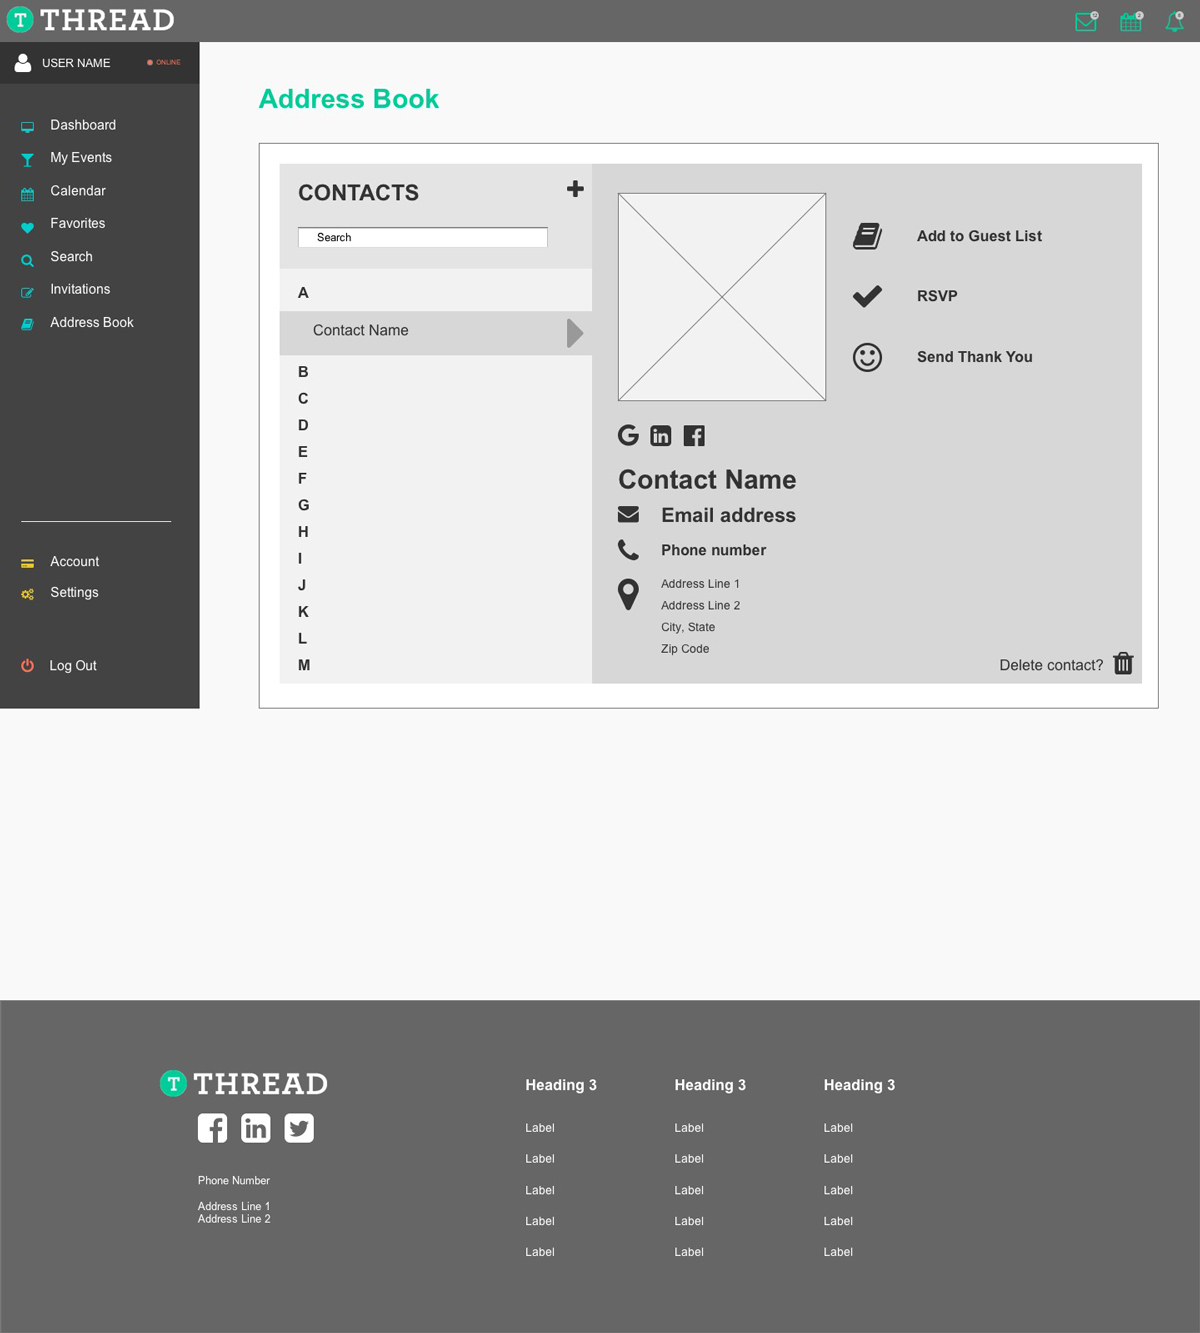 T THREAD
USER NAME
ONLINE
Dashboard
My Events
Calendar
Favorites
Search
Invitations
Address Book
Account
Settings
Log Out
Address Book
CONTACTS
Search
A
Contact Name
B
C
D
E
F
G
H
I
J
K
L
M
Add to Guest List
RSVP
Send Thank You
Contact Name
Email address
Phone number
Address Line 1
Address Line 2
City, State
Zip Code
Delete contact?
T THREAD
Phone Number
Address Line 1
Address Line 2
Heading 3
Label
Label
Label
Label
Label
Heading 3
Label
Label
Label
Label
Label
Heading 3
Label
Label
Label
Label
Label